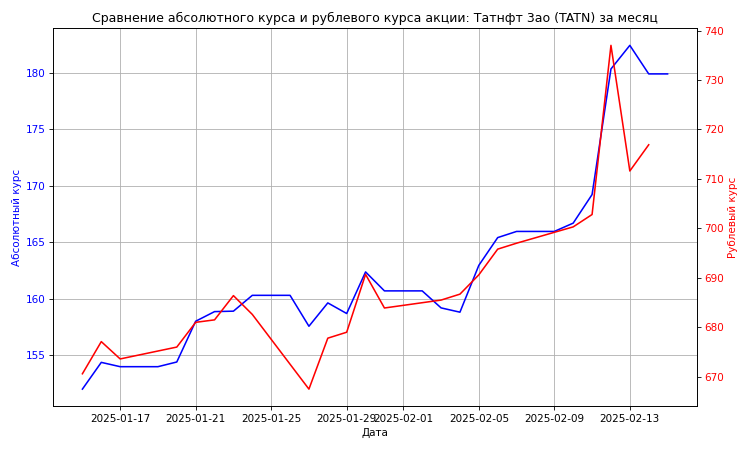 Сравнение абсолютного курса и рублевого курса акции: Татнфт 3ао (TATN) за месяц
Абсолютный курс
180
175
170
165
160
155
740
730
720
710
700
690
680
670
Рублевый курс
2025-01-17 2025-01-21 2025-01-25 2025-01-29 2025-02-01 2025-02-05 2025-02-09 2025-02-13
Дата